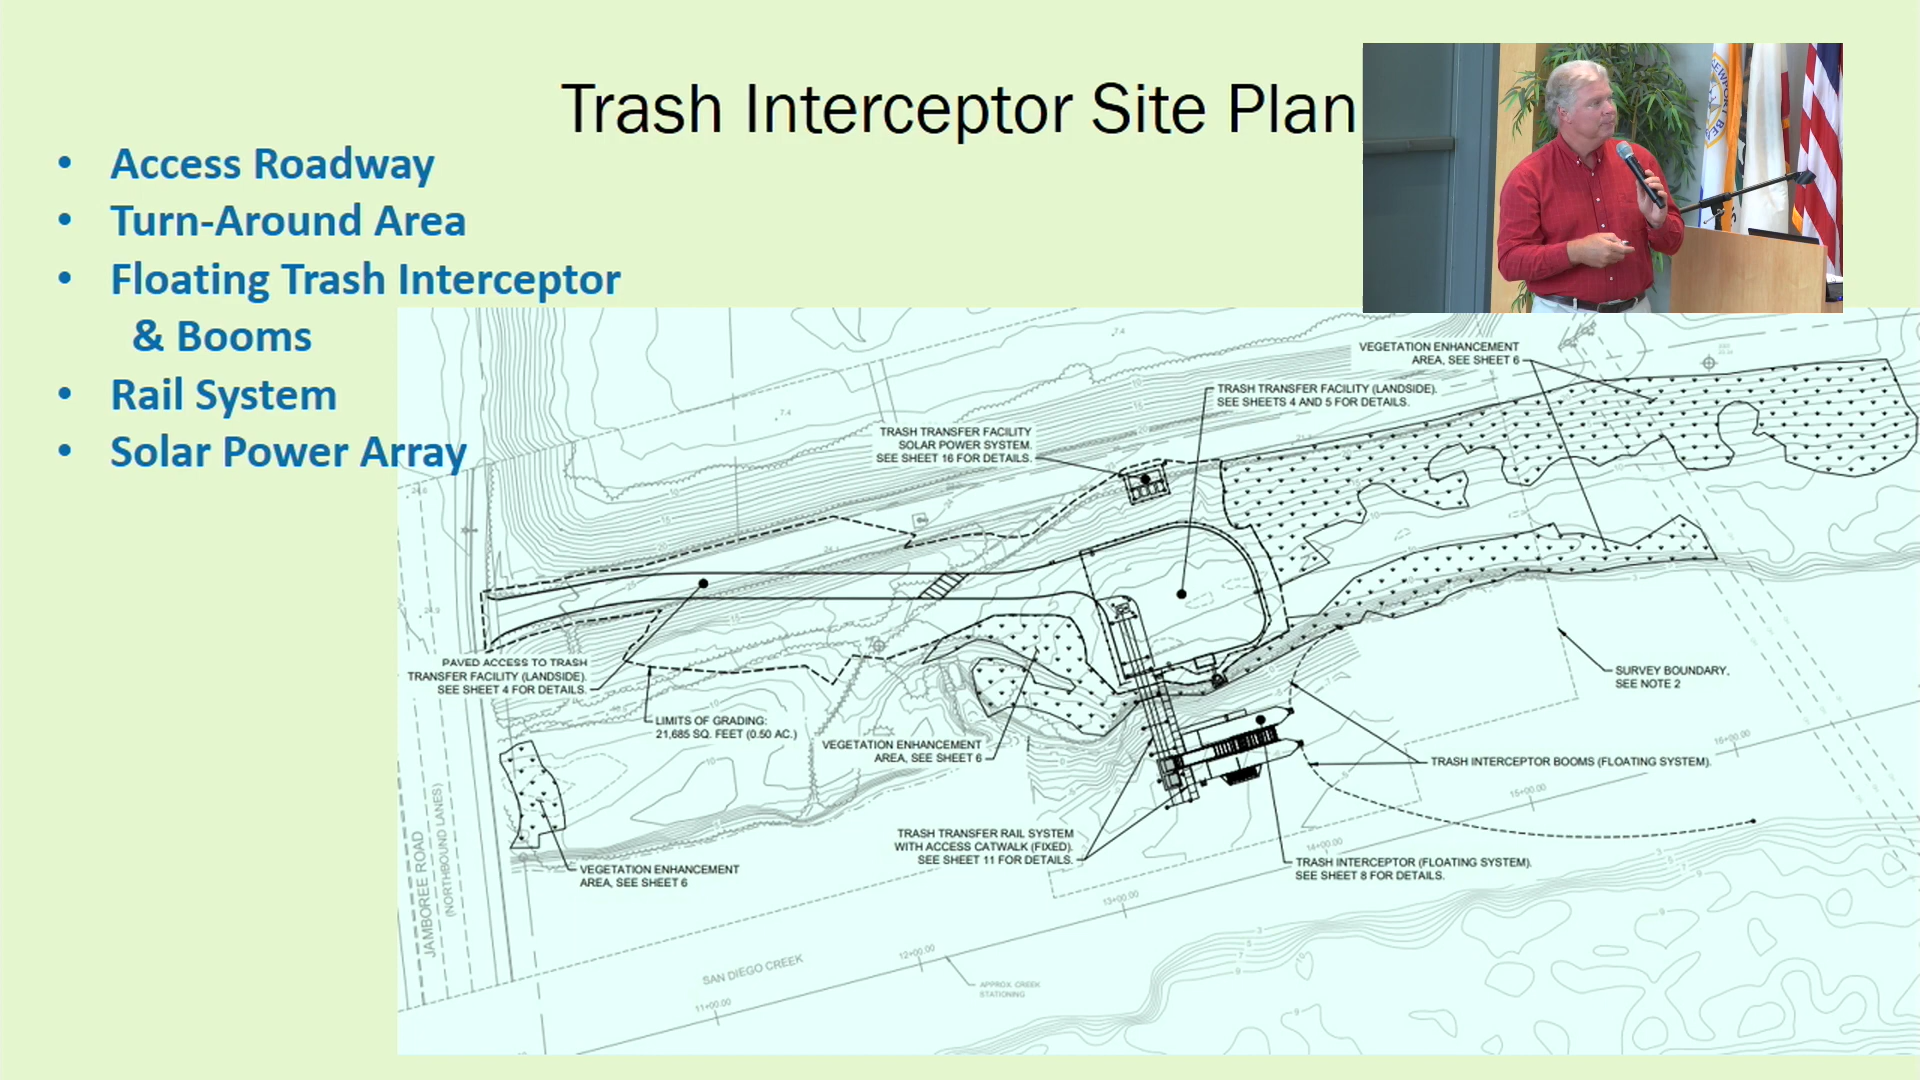 Trash Interceptor Site Plan
• Access Roadway
• Turn-Around Area
• Floating Trash Interceptor
& Booms
• Rail System
• Solar Power Array
VEGETATION ENHANCEMENT
AREA, SEE SHEET 6
TRASH TRANSFER FACILITY (LANDSIDE).
SEE SHEETS 4 AND 5 FOR DETAILS.
TRASH TRANSFER FACILITY
SOLAR POWER SYSTEM.
SEE SHEET 16 FOR DETAILS.
PAVED ACCESS TO TRASH
TRANSFER FACILITY (LANDSIDE).
SEE SHEET 4 FOR DETAILS.
LIMITS OF GRADING:
21,685 SQ. FEET (0.50 AC.)
VEGETATION ENHANCEMENT
AREA, SEE SHEET 6
SURVEY BOUNDARY,
SEE NOTE 2
TRASH INTERCEPTOR BOOMS (FLOATING SYSTEM).
TRASH TRANSFER RAIL SYSTEM
WITH ACCESS CATWALK (FIXED).
SEE SHEET 11 FOR DETAILS.
TRASH INTERCEPTOR (FLOATING SYSTEM).
SEE SHEET 8 FOR DETAILS.
VEGETATION ENHANCEMENT
AREA, SEE SHEET 6
JAMBOREE ROAD
(NORTHBOUND LANES)
SAN DIEGO CREEK
APPROX. CREEK
STATIONING
11+00.00
12+00.00
13+00.00
14+00.00
15+00.00
16+00.00